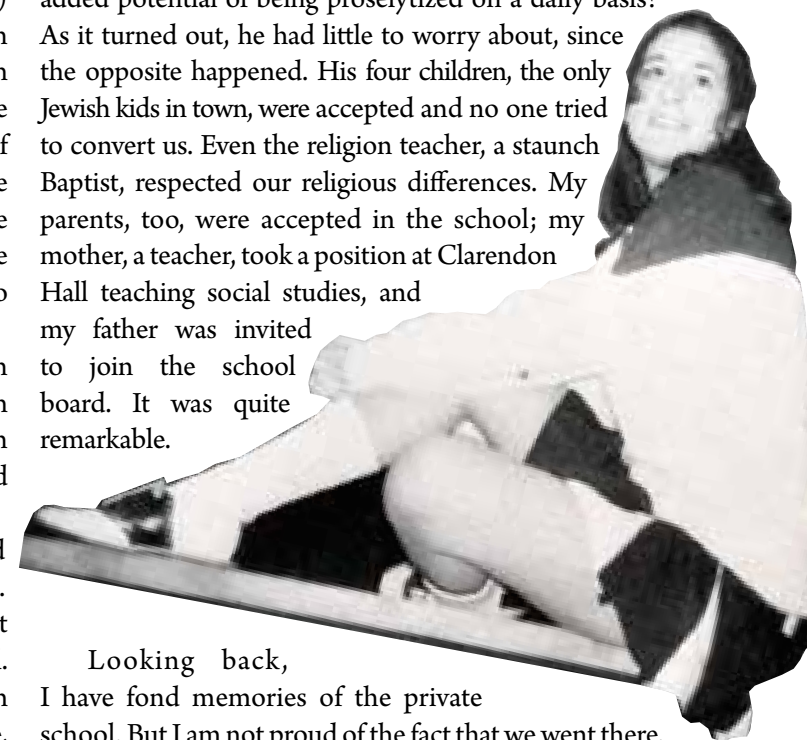 added potential of being proselytized on a daily basis?
As it turned out, he had little to worry about, since
the opposite happened. His four children, the only
Jewish kids in town, were accepted and no one tried
to convert us. Even the religion teacher, a staunch
Baptist, respected our religious differences. My
parents, too, were accepted in the school; my
mother, a teacher, took a position at Clarendon
Hall teaching social studies, and
my father was invited
to join the school
board. It was quite
remarkable.
Looking back,
I have fond memories of the private
school. But I am not proud of the fact that we went there.